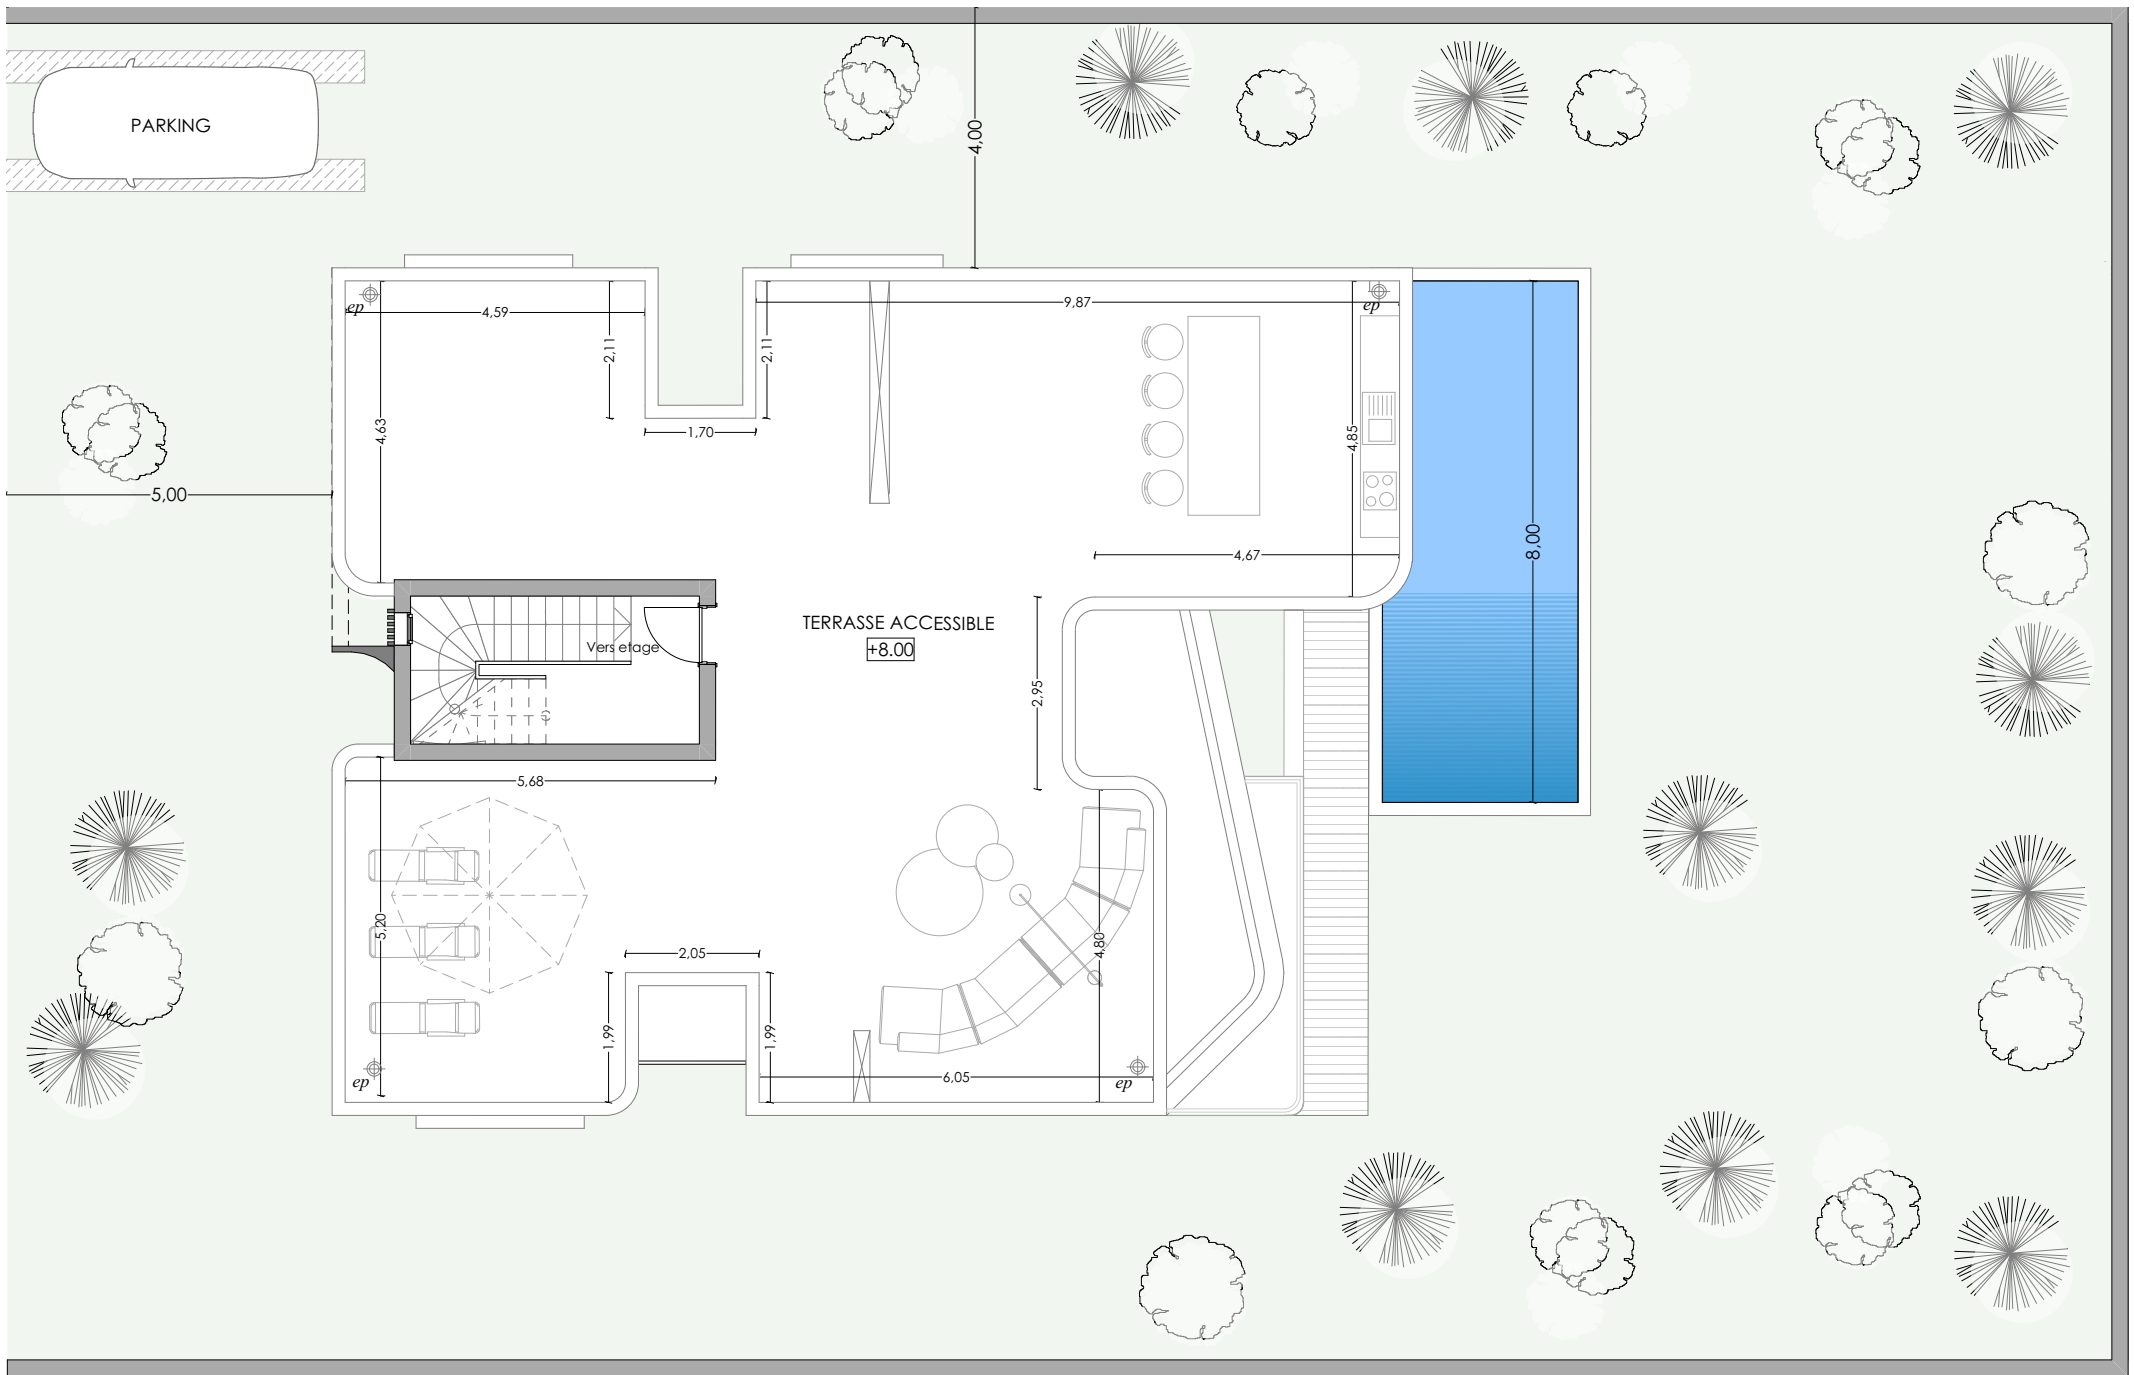 4,00
PARKING
ep
4,59
9,87
ep
2,11
2,11
4,63
1,70
4,85
5,00
8,00
4,67
TERRASSE ACCESSIBLE
+8.00
Vers etage
2,95
5,68
5,20
4,80
2,05
1,99
1,99
6,05
ep
ep